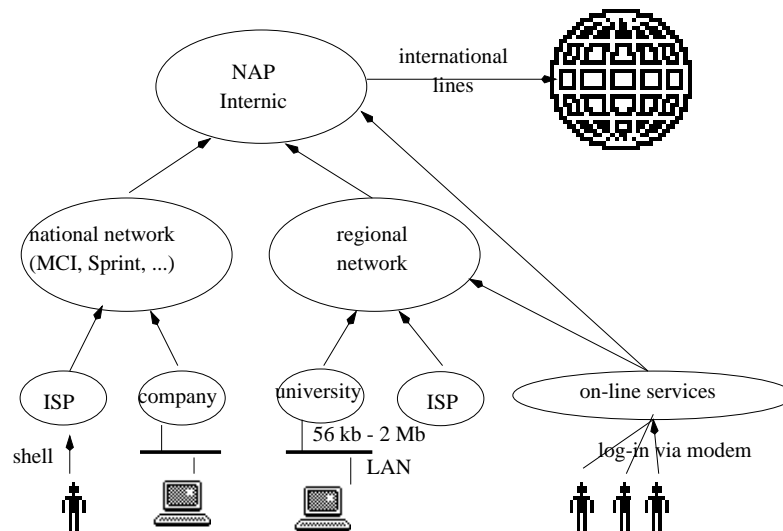 NAP
Internic
international
lines
national network
(MCI, Sprint, ...)
regional
network
ISP
company
university
ISP
on-line services
56 kb - 2 Mb
shell
LAN
log-in via modem